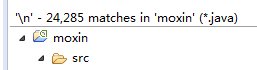 '\n' - 24,285 matches in 'moxin' (*.java)
moxin
src